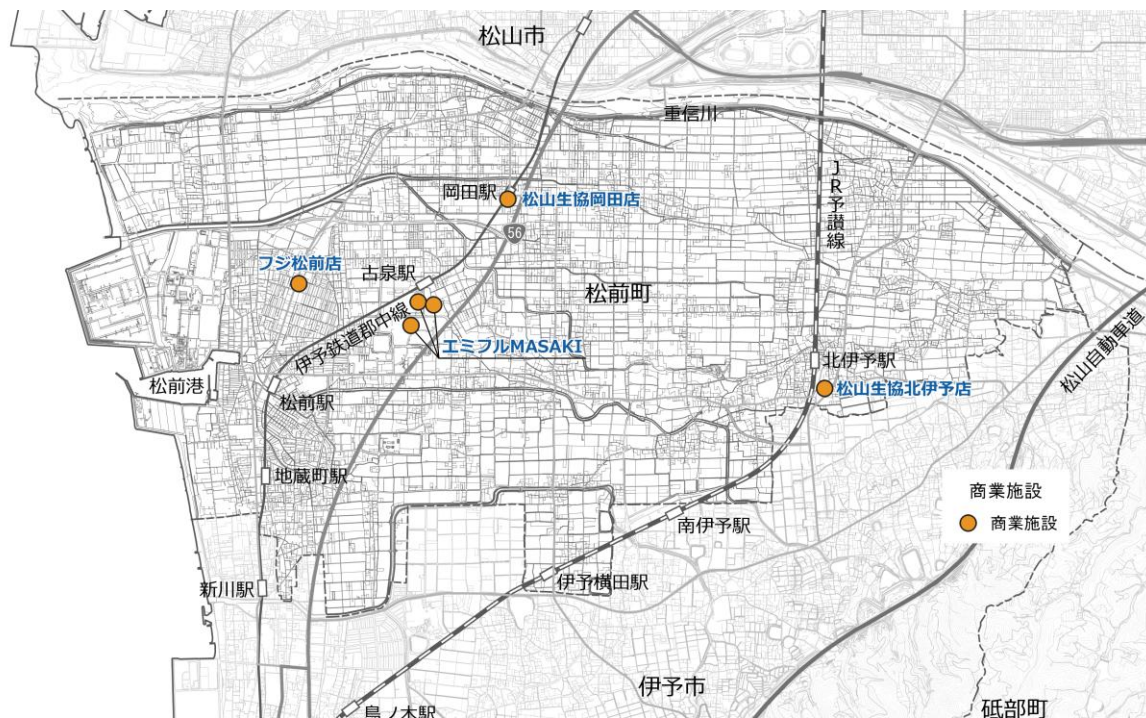 松山市
重信川
岡田駅
松山生協岡田店
JR予讃線
56
フジ松前店
古泉駅
松前町
伊予鉄道郡中線
エミフルMASAKI
松山自動車道
北伊予駅
松前港
松前駅
松山生協北伊予店
地蔵町駅
商業施設
商業施設
南伊予駅
新川駅
伊予横田駅
伊予市
鳥ノ木駅
砥部町